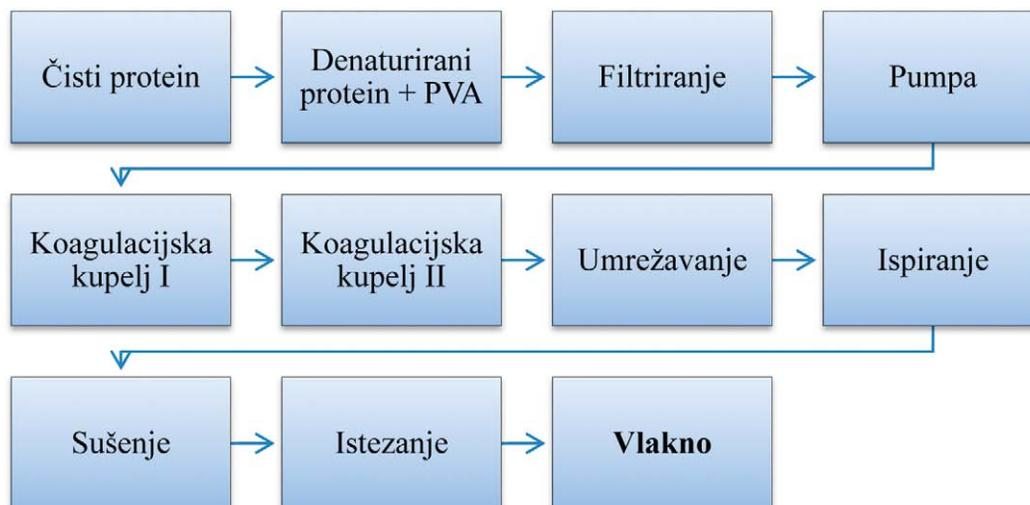 Čisti protein
Denaturirani
protein + PVA
Filtriranje
Pumpa
Koagulacijska
kupelj I
Koagulacijska
kupelj II
Umrežavanje
Ispiranje
Sušenje
Istezanje
Vlakno